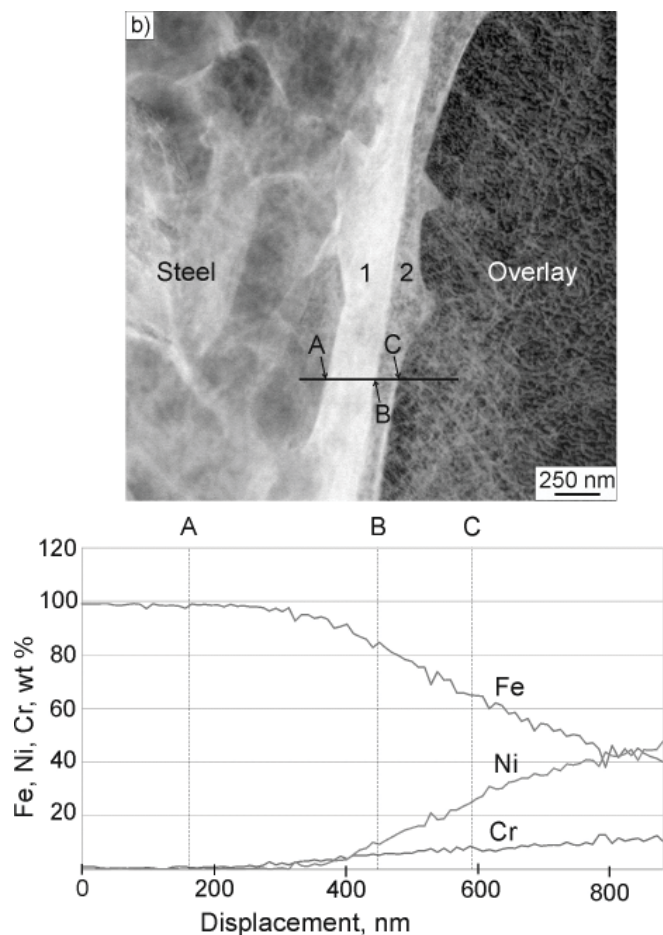 b)
Steel
1
2
Overlay
A
C
B
250 nm
A B C
Fe, Ni, Cr, wt %
120
100
80
60
40
20
Fe
Ni
Cr
0 200 400 600 800
Displacement, nm